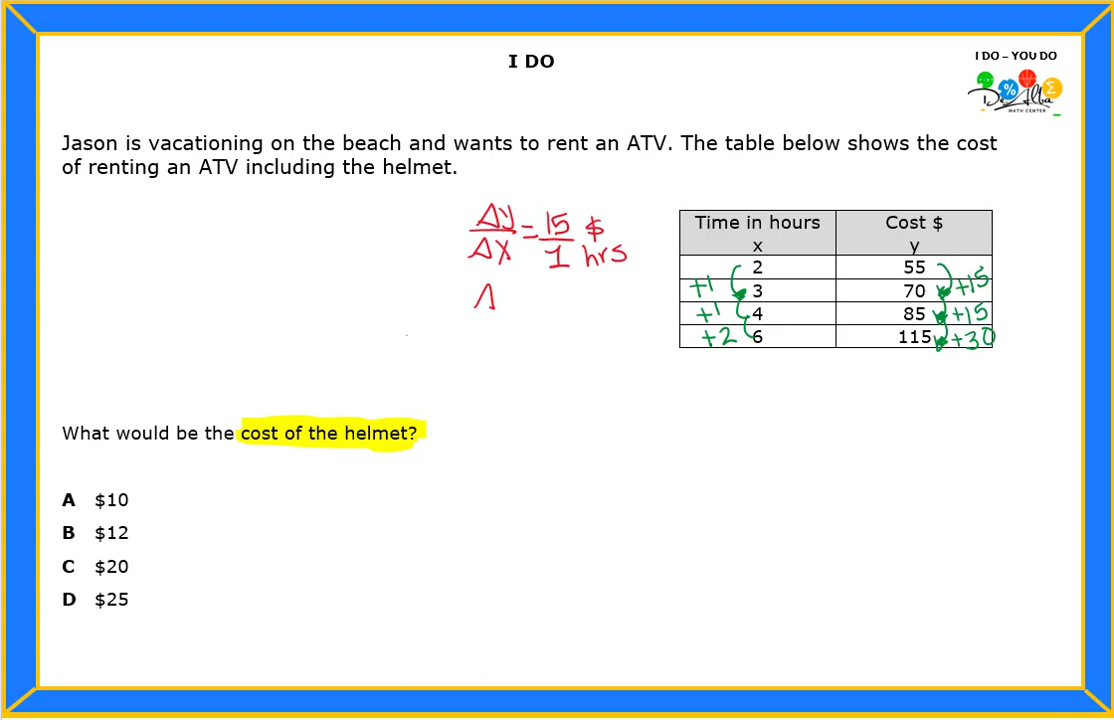 I DO
I DO – YOU DO
De Alba
MATH CENTER
Jason is vacationing on the beach and wants to rent an ATV. The table below shows the cost
of renting an ATV including the helmet.
Δy/Δx = 15/1 $/hrs
Δ
Time in hours x Cost $ y
2 55
+1 3 70 +15
+1 4 85 +15
+2 6 115 +30
What would be the cost of the helmet?
A $10
B $12
C $20
D $25